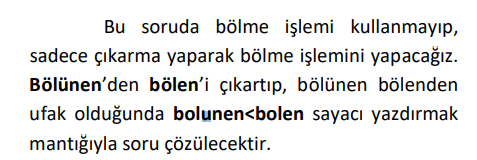 Bu soruda bölme işlemi kullanmayıp,
sadece çıkarma yaparak bölme işlemini yapacağız.
Bölünen’den bölen’i çıkartıp, bölünen bölenden
ufak olduğunda bolunen<bolen sayacı yazdırmak
mantığıyla soru çözülecektir.